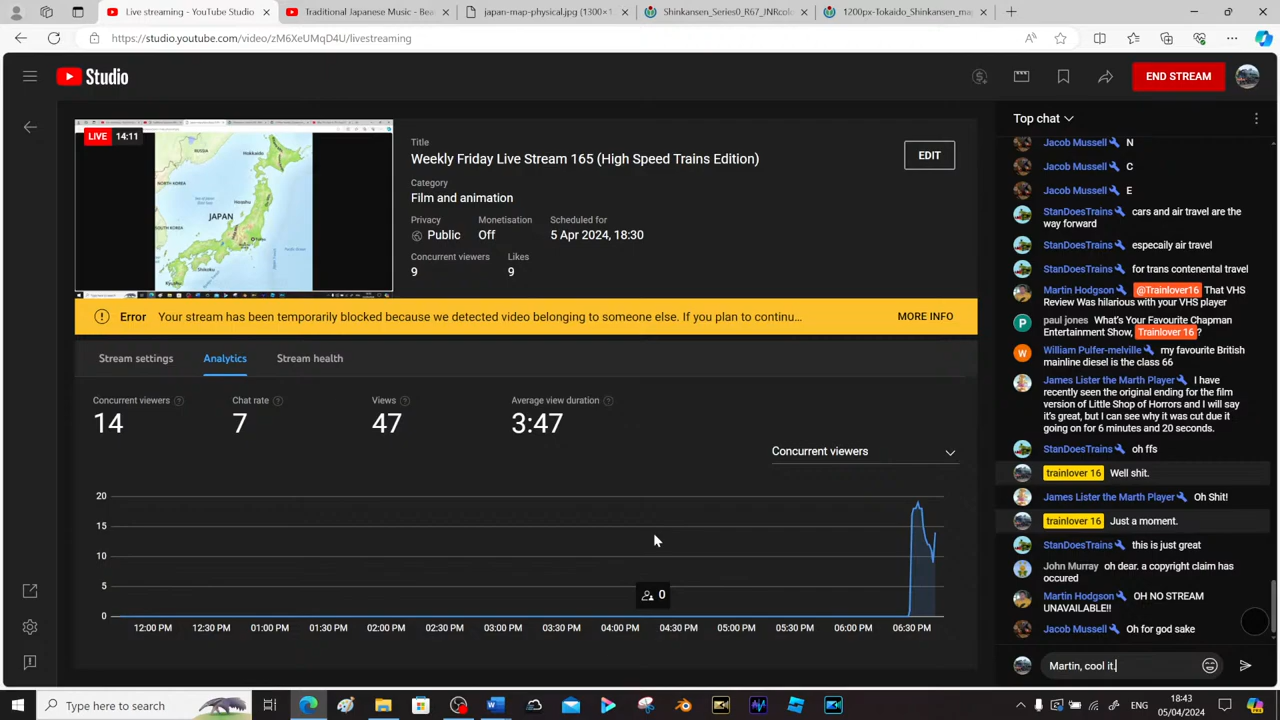 Live streaming - YouTube Studi
Traditional Japanese Music - Bea
japan-map-physical.jpg (1300×1
Shinkansen_Series0_R67_JNRcolo
1200px-Tokaido_Shinkansen_ma
https://studio.youtube.com/video/zM6XeUMqD4U/livestreaming
Studio
END STREAM
LIVE 14:11
RUSSIA
Hokkaido
NORTH KOREA
Honshu
JAPAN
SOUTH KOREA
Tokyo
Shikoku
Kyushu
Title
Weekly Friday Live Stream 165 (High Speed Trains Edition)
EDIT
Category
Film and animation
Privacy Monetisation Scheduled for
Public Off 5 Apr 2024, 18:30
Concurrent viewers Likes
9 9
Error Your stream has been temporarily blocked because we detected video belonging to someone else. If you plan to continu... MORE INFO
Stream settings Analytics Stream health
Concurrent viewers Chat rate Views Average view duration
14 7 47 3:47
Concurrent viewers
20
15
10
5
0
0
12:00 PM 12:30 PM 01:00 PM 01:30 PM 02:00 PM 02:30 PM 03:00 PM 03:30 PM 04:00 PM 04:30 PM 05:00 PM 05:30 PM 06:00 PM 06:30 PM
Top chat
Jacob Mussell N
Jacob Mussell C
Jacob Mussell E
StanDoesTrains cars and air travel are the
way forward
StanDoesTrains especaily air travel
StanDoesTrains for trans contenental travel
Martin Hodgson @Trainlover16 That VHS
Review Was hilarious with your VHS player
paul jones What's Your Favourite Chapman
Entertainment Show, Trainlover 16 ?
William Pulfer-melville my favourite British
mainline diesel is the class 66
James Lister the Marth Player I have
recently seen the original ending for the film
version of Little Shop of Horrors and I will say
it's great, but I can see why it was cut due it
going on for 6 minutes and 20 seconds.
StanDoesTrains oh ffs
trainlover 16 Well shit.
James Lister the Marth Player Oh Shit!
trainlover 16 Just a moment.
StanDoesTrains this is just great
John Murray oh dear. a copyright claim has
occured
Martin Hodgson OH NO STREAM
UNAVAILABLE!!
Jacob Mussell Oh for god sake
Martin, cool it.
Type here to search
ENG
18:43
05/04/2024